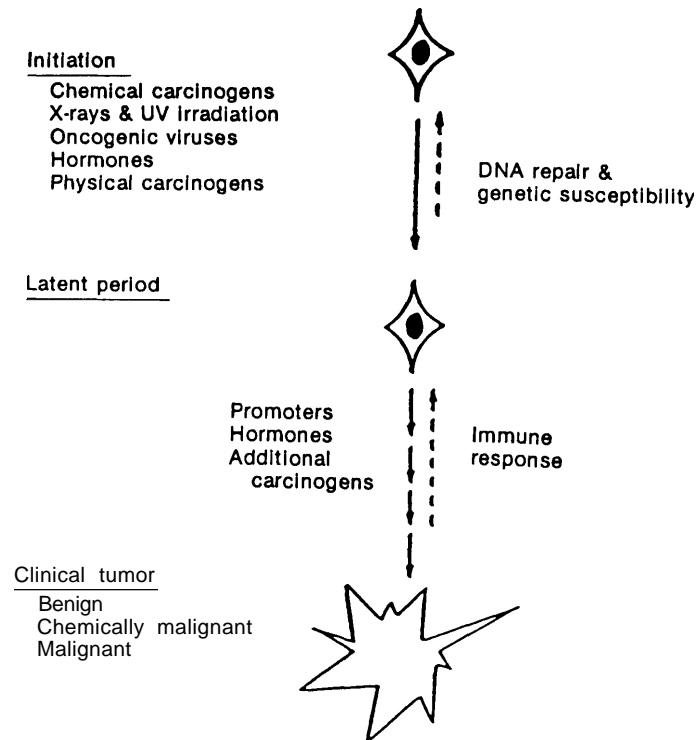 Initiation
Chemical carcinogens
X-rays & UV irradiation
Oncogenic viruses
Hormones
Physical carcinogens
DNA repair &
genetic susceptibility
Latent period
Promoters
Hormones
Additional
carcinogens
Immune
response
Clinical tumor
Benign
Chemically malignant
Malignant